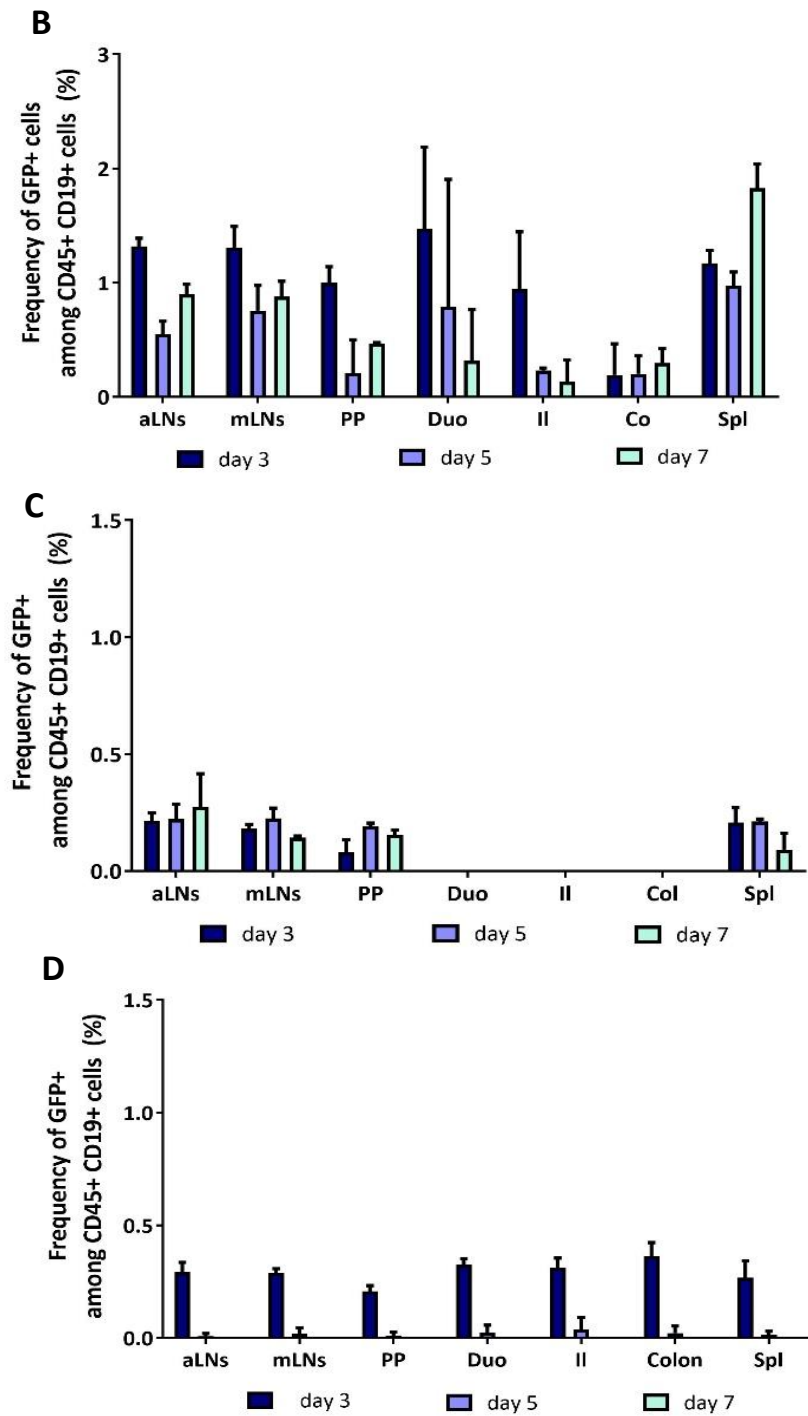 B
Frequency of GFP+ cells
among CD45+ CD19+ cells (%)
3
2
1
0
aLNs mLNs PP Duo Il Co Spl
day 3 day 5 day 7
C
Frequency of GFP+
among CD45+ CD19+ cells (%)
1.5
1.0
0.5
0.0
aLNs mLNs PP Duo Il Col Spl
day 3 day 5 day 7
D
Frequency of GFP+
among CD45+ CD19+ cells (%)
1.5
1.0
0.5
0.0
aLNs mLNs PP Duo Il Colon Spl
day 3 day 5 day 7